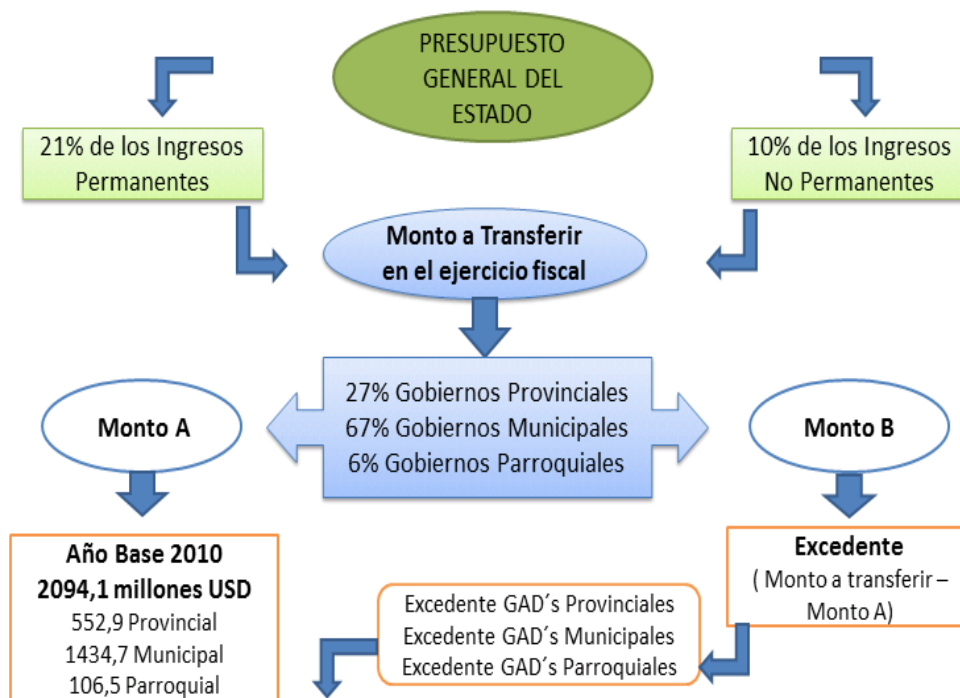 PRESUPUESTO
GENERAL DEL
ESTADO
21% de los Ingresos
Permanentes
10% de los Ingresos
No Permanentes
Monto a Transferir
en el ejercicio fiscal
27% Gobiernos Provinciales
67% Gobiernos Municipales
6% Gobiernos Parroquiales
Monto A
Monto B
Año Base 2010
2094,1 millones USD
552,9 Provincial
1434,7 Municipal
106,5 Parroquial
Excedente GAD´s Provinciales
Excedente GAD´s Municipales
Excedente GAD´s Parroquiales
Excedente
( Monto a transferir –
Monto A)